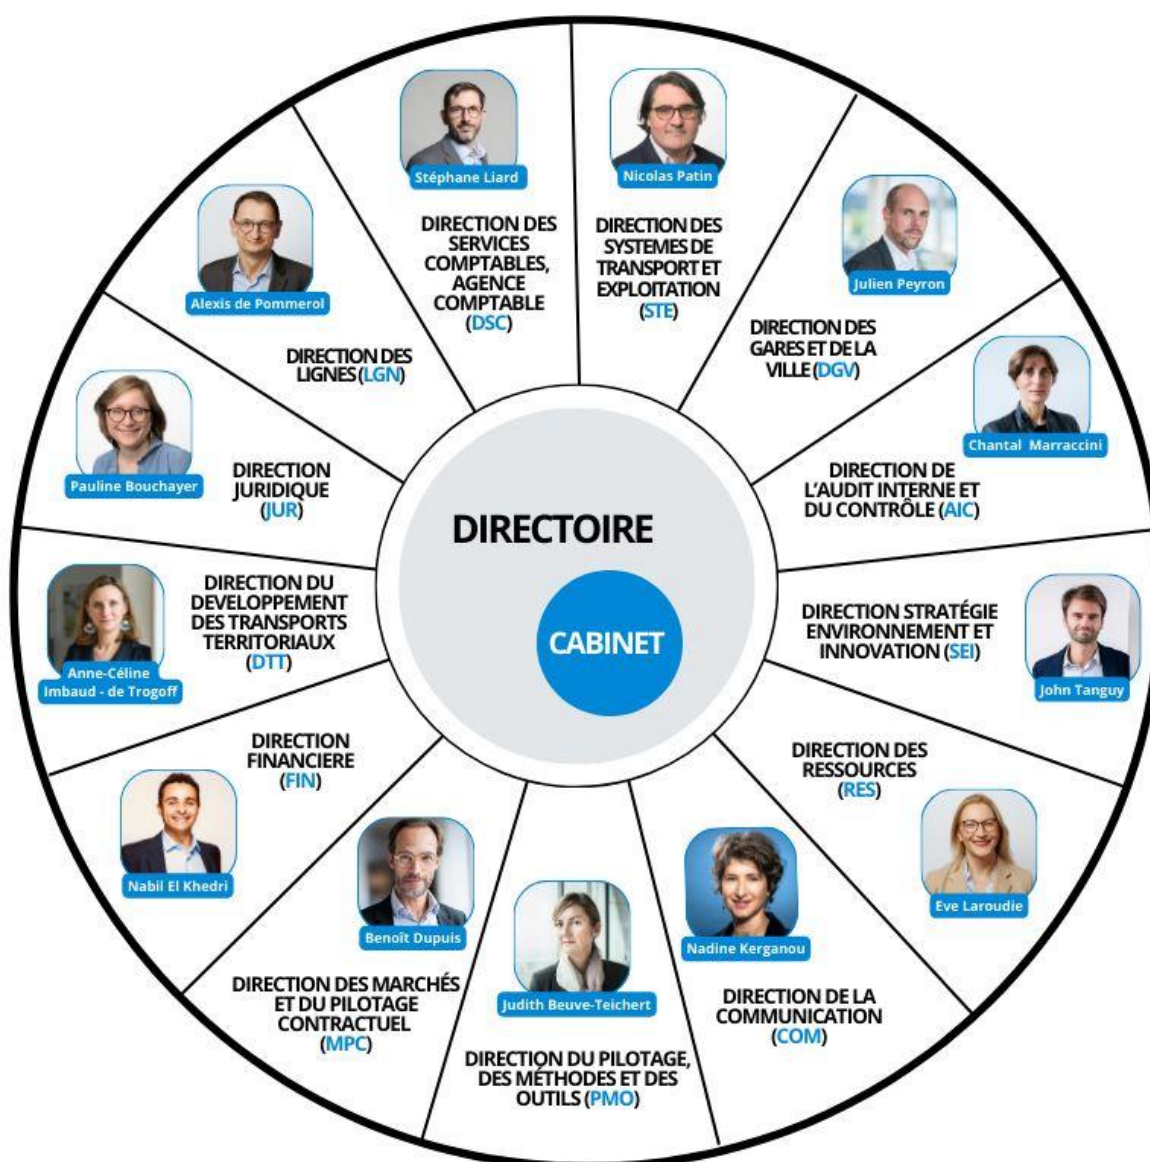 Stéphane Liard
DIRECTION DES
SERVICES
COMPTABLES,
AGENCE
COMPTABLE
(DSC)
Nicolas Patin
DIRECTION DES
SYSTEMES DE
TRANSPORT ET
EXPLOITATION
(STE)
Julien Peyron
DIRECTION DES
GARES ET DE LA
VILLE (DGV)
Chantal Marraccini
DIRECTION DE
L'AUDIT INTERNE ET
DU CONTRÔLE (AIC)
DIRECTION STRATÉGIE
ENVIRONNEMENT ET
INNOVATION (SEI)
John Tanguy
DIRECTION DES
RESSOURCES
(RES)
Eve Laroudie
Nadine Kerganou
DIRECTION DE LA
COMMUNICATION
(COM)
Judith Beuve-Teichert
DIRECTION DU PILOTAGE,
DES MÉTHODES ET DES
OUTILS (PMO)
Benoît Dupuis
DIRECTION DES MARCHÉS
ET DU PILOTAGE
CONTRACTUEL
(MPC)
DIRECTION
FINANCIERE
(FIN)
Nabil El Khedri
DIRECTION DU
DEVELOPPEMENT
DES TRANSPORTS
TERRITORIAUX
(DTT)
Anne-Céline
Imbaud - de Trogoff
Pauline Bouchayer
DIRECTION
JURIDIQUE
(JUR)
Alexis de Pommerol
DIRECTION DES
LIGNES (LGN)
DIRECTOIRE
CABINET